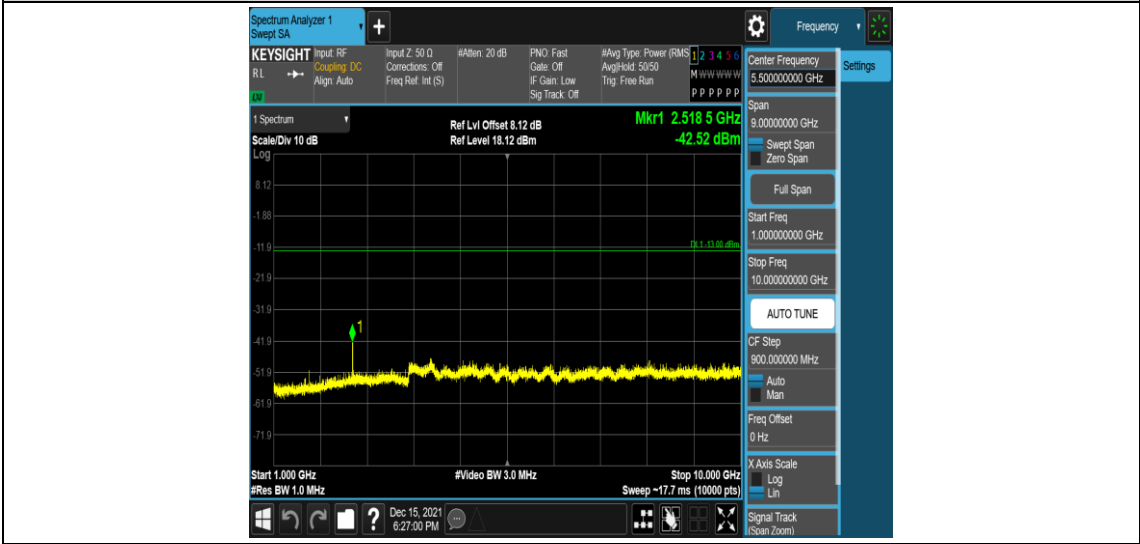 Spectrum Analyzer 1
Swept SA
+
Frequency
KEYSIGHT
RL
LNI
Input: RF
Coupling: DC
Align: Auto
Input Z: 50 Ω
Corrections: Off
Freq Ref: Int (S)
#Atten: 20 dB
PNO: Fast
Gate: Off
IF Gain: Low
Sig Track: Off
#Avg Type: Power (RMS
Avg|Hold: 50/50
Trig: Free Run
1 2 3 4 5 6
M W W W W W
P P P P P P
1 Spectrum
Scale/Div 10 dB
Log
Ref Lvl Offset 8.12 dB
Ref Level 18.12 dBm
Mkr1 2.518 5 GHz
-42.52 dBm
8.12
-1.88
-11.9
DL1 -13.00 dBm
-21.9
-31.9
1
-41.9
-51.9
-61.9
-71.9
Start 1.000 GHz
#Video BW 3.0 MHz
Stop 10.000 GHz
#Res BW 1.0 MHz
Sweep ~17.7 ms (10000 pts)
?
Dec 15, 2021
6:27:00 PM
Center Frequency
5.500000000 GHz
Settings
Span
9.00000000 GHz
Swept Span
Zero Span
Full Span
Start Freq
1.000000000 GHz
Stop Freq
10.000000000 GHz
AUTO TUNE
CF Step
900.000000 MHz
Auto
Man
Freq Offset
0 Hz
X Axis Scale
Log
Lin
Signal Track
(Span Zoom)